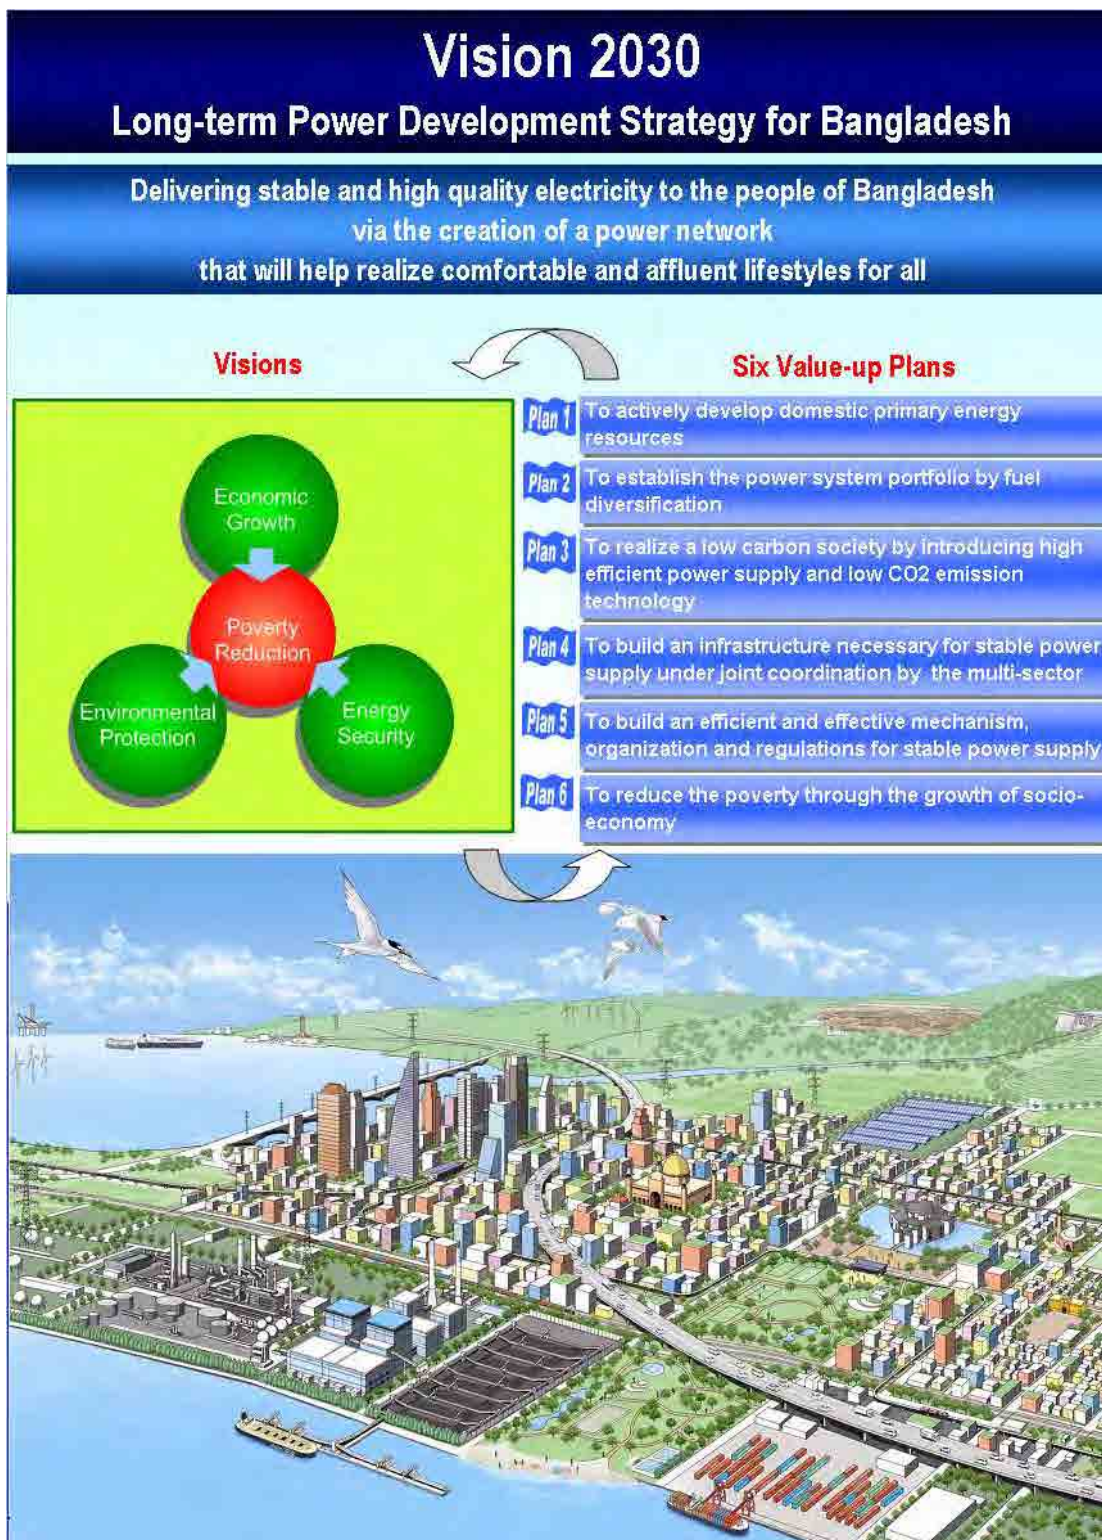 Vision 2030
Long-term Power Development Strategy for Bangladesh
Delivering stable and high quality electricity to the people of Bangladesh
via the creation of a power network
that will help realize comfortable and affluent lifestyles for all
Visions
Economic
Growth
Poverty
Reduction
Environmental
Protection
Energy
Security
Six Value-up Plans
Plan 1
To actively develop domestic primary energy
resources
Plan 2
To establish the power system portfolio by fuel
diversification
Plan 3
To realize a low carbon society by introducing high
efficient power supply and low CO2 emission
technology
Plan 4
To build an infrastructure necessary for stable power
supply under joint coordination by the multi-sector
Plan 5
To build an efficient and effective mechanism,
organization and regulations for stable power supply
Plan 6
To reduce the poverty through the growth of socio-
economy